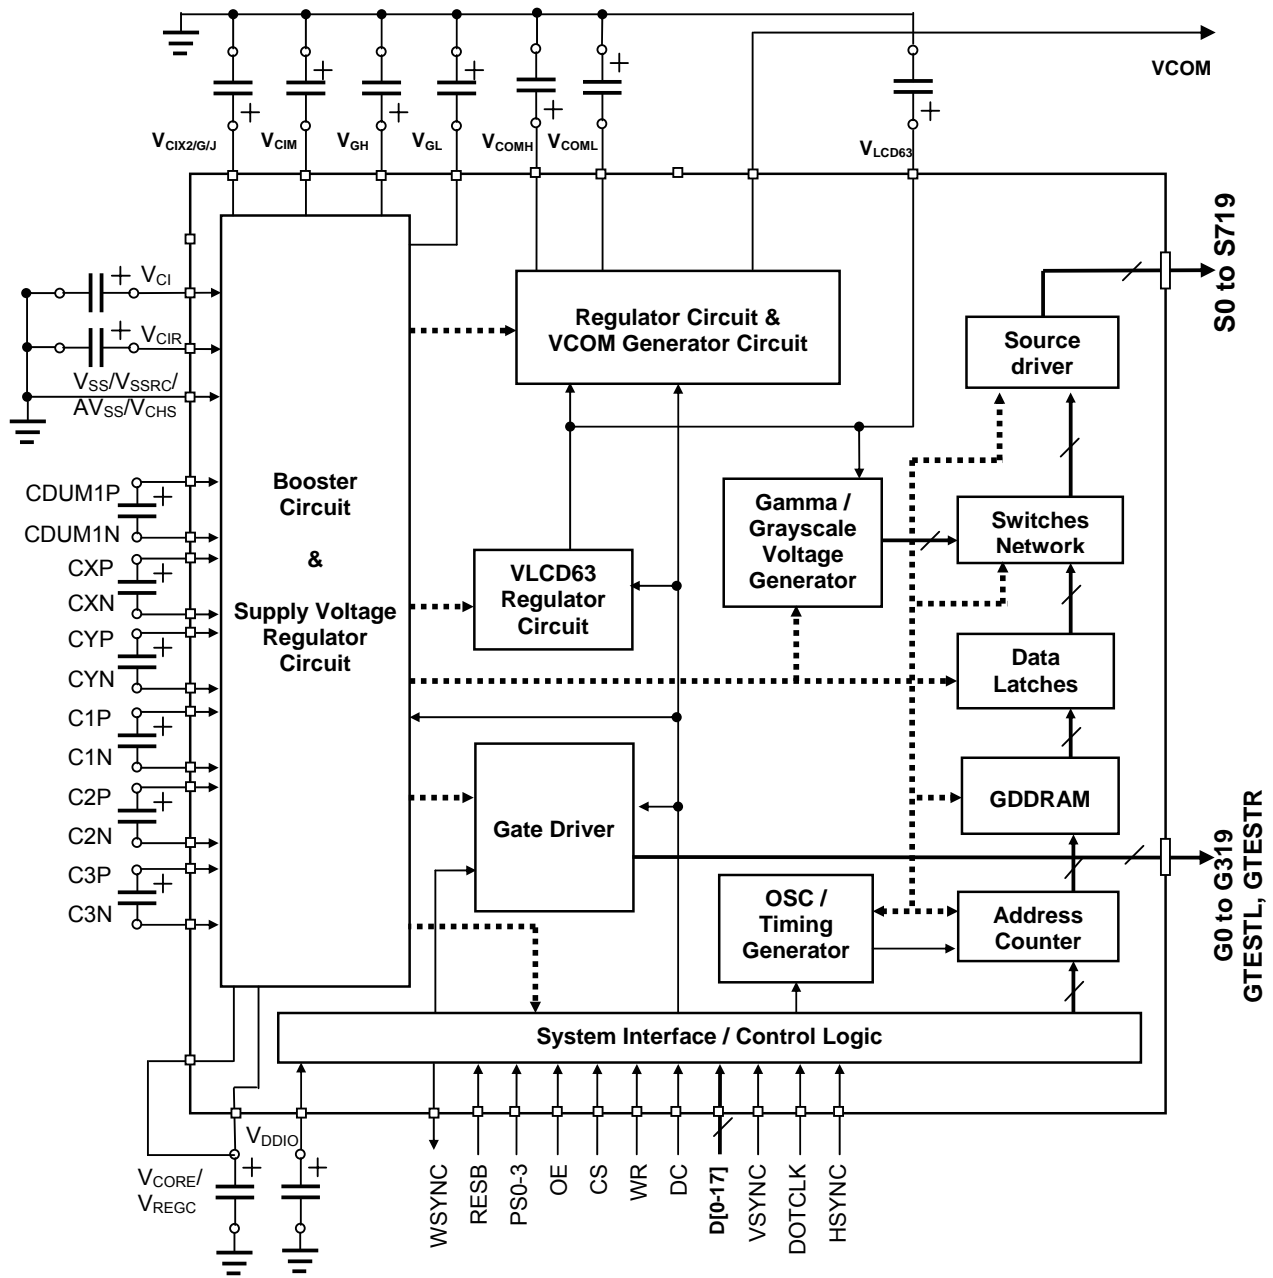 VCOM
VCIX2/G/J
VCIM
VGH
VGL
VCOMH
VCOML
VLCD63
S0 to S719
VCI
VCIR
VSS/VSSRC/
AVSS/VCHS
Regulator Circuit &
VCOM Generator Circuit
Source
driver
CDUM1P
CDUM1N
CXP
CXN
CYP
CYN
C1P
C1N
C2P
C2N
C3P
C3N
Booster
Circuit
&
Supply Voltage
Regulator
Circuit
VLCD63
Regulator
Circuit
Gamma /
Grayscale
Voltage
Generator
Switches
Network
Data
Latches
GDDRAM
Gate Driver
OSC /
Timing
Generator
Address
Counter
G0 to G319
GTESTL, GTESTR
System Interface / Control Logic
VDDIO
VCORE/
VREGC
WSYNC
RESB
PS0-3
OE
CS
WR
DC
D[0-17]
VSYNC
DOTCLK
HSYNC